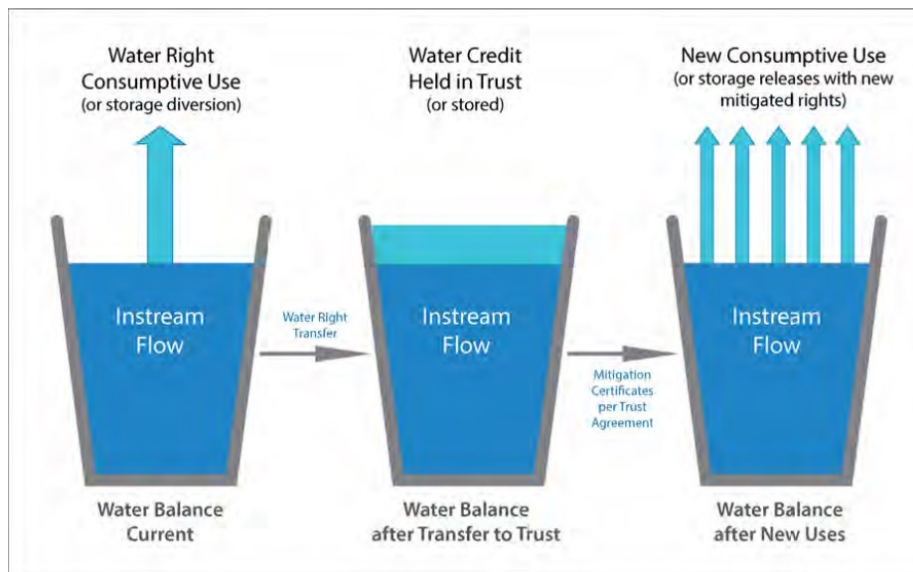 Water Right
Consumptive Use
(or storage diversion)
Water Credit
Held in Trust
(or stored)
New Consumptive Use
(or storage releases with new
mitigated rights)
Instream
Flow
Water Right
Transfer
Instream
Flow
Mitigation
Certificates
per Trust
Agreement
Instream
Flow
Water Balance
Current
Water Balance
after Transfer to Trust
Water Balance
after New Uses